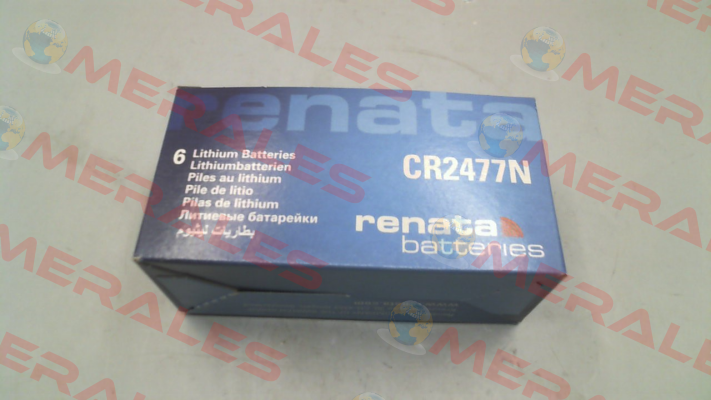 renata
6 Lithium Batteries
Lithiumbatterien
Piles au lithium
Pile de litio
Pilas de lithium
Литиевые батарейки
بطاريات ليثيوم
CR2477N
renata
batteries
MERALES
MERALES
MERALES
MERALES
MERALES
MERALES